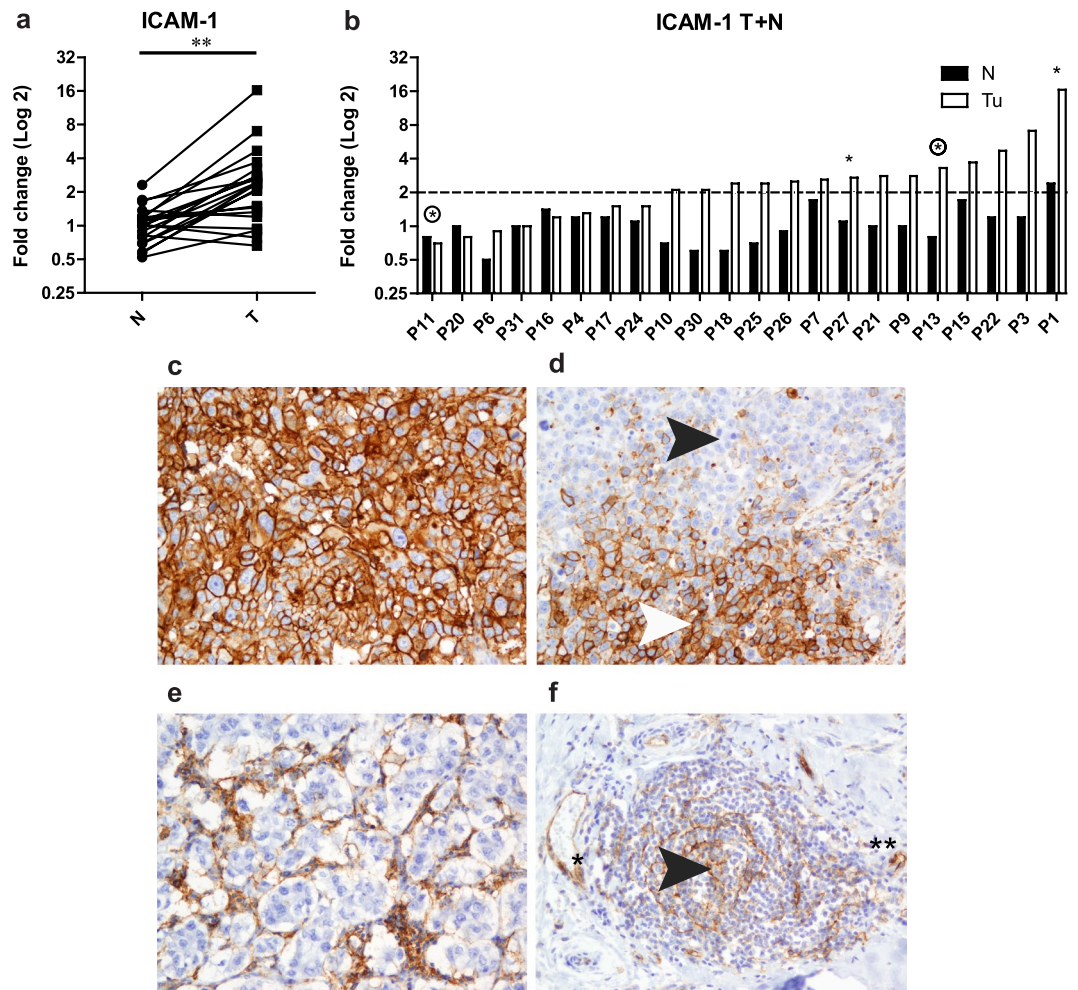 a
ICAM-1
**
Fold change (Log 2)
32
16
8
4
2
1
0.5
0.25
N
T
b
ICAM-1 T+N
Fold change (Log 2)
32
16
8
4
2
1
0.5
0.25
N
Tu
*
*
*
*
P11 P20 P6 P31 P16 P4 P17 P24 P10 P30 P18 P25 P26 P7 P27 P21 P9 P13 P15 P22 P3 P1
c
d
e
f
*
**